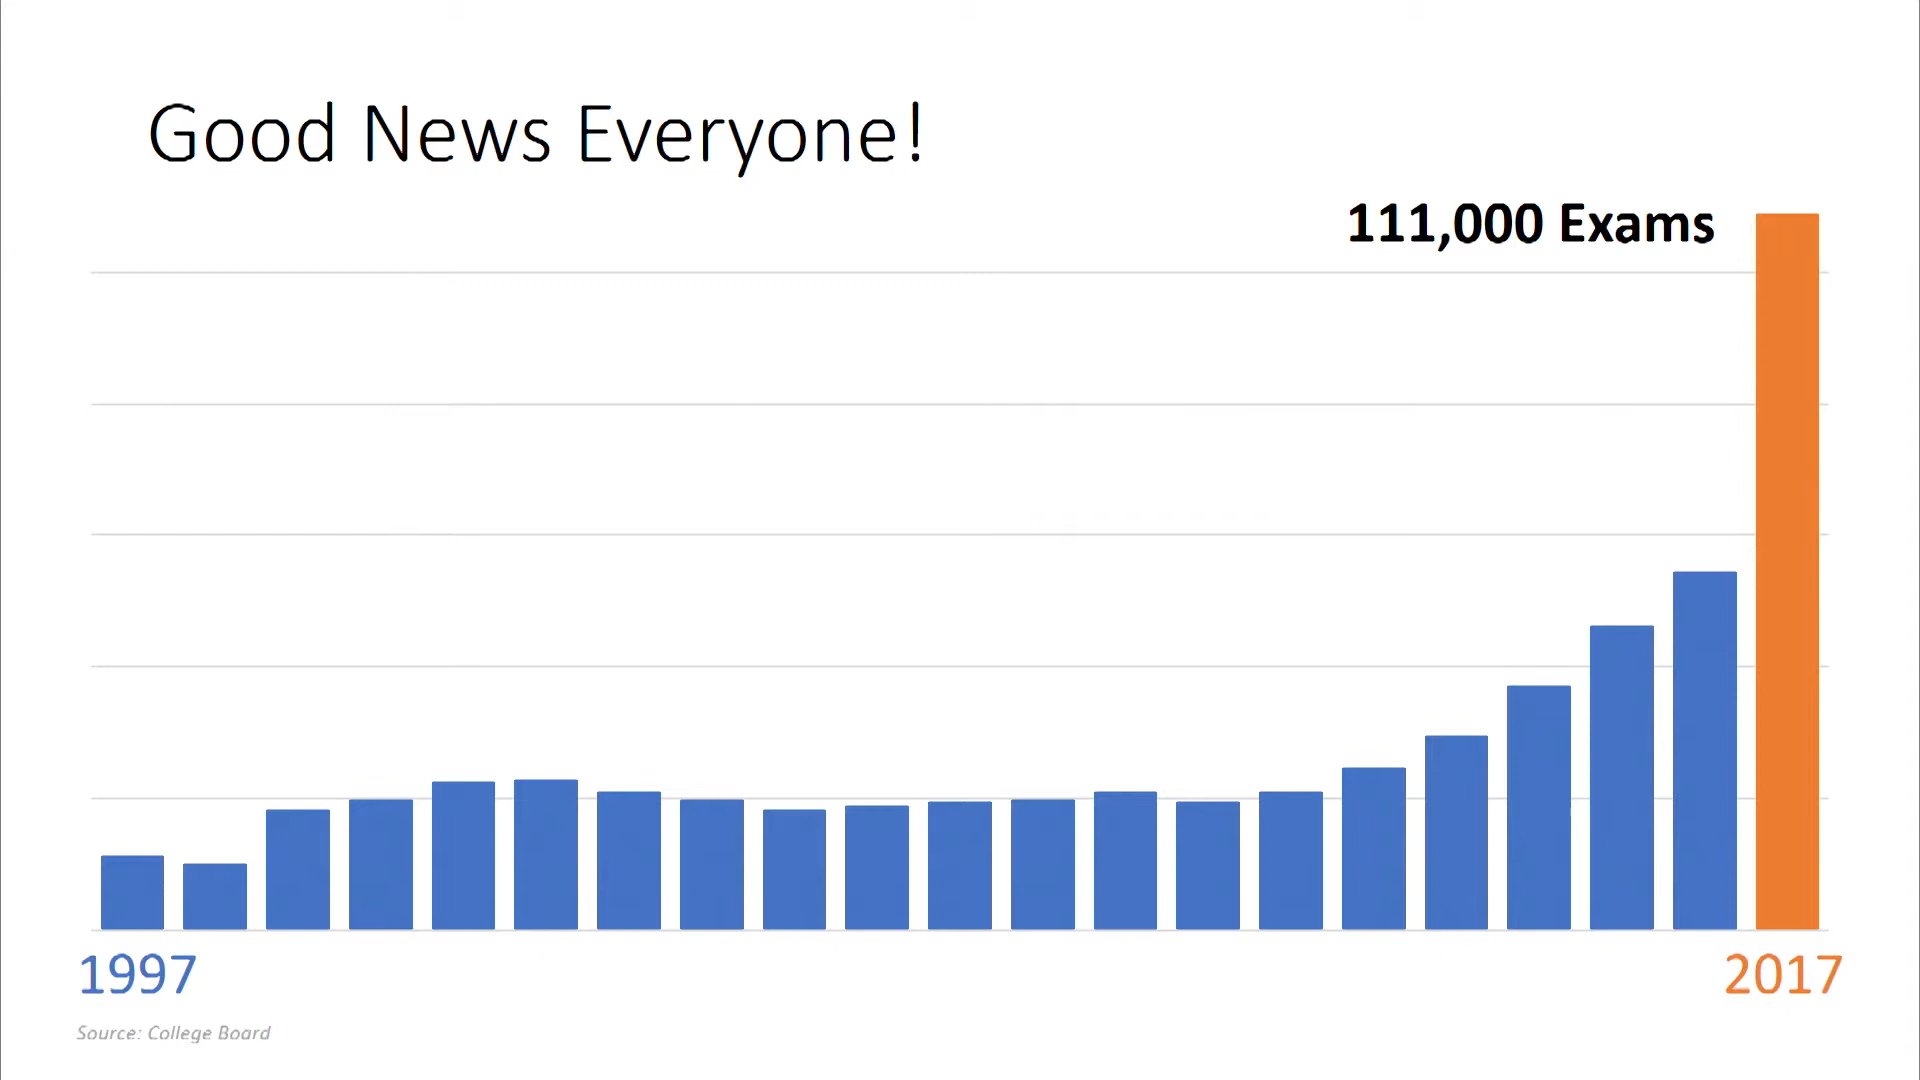 Good News Everyone!
111,000 Exams
1997
2017
Source: College Board